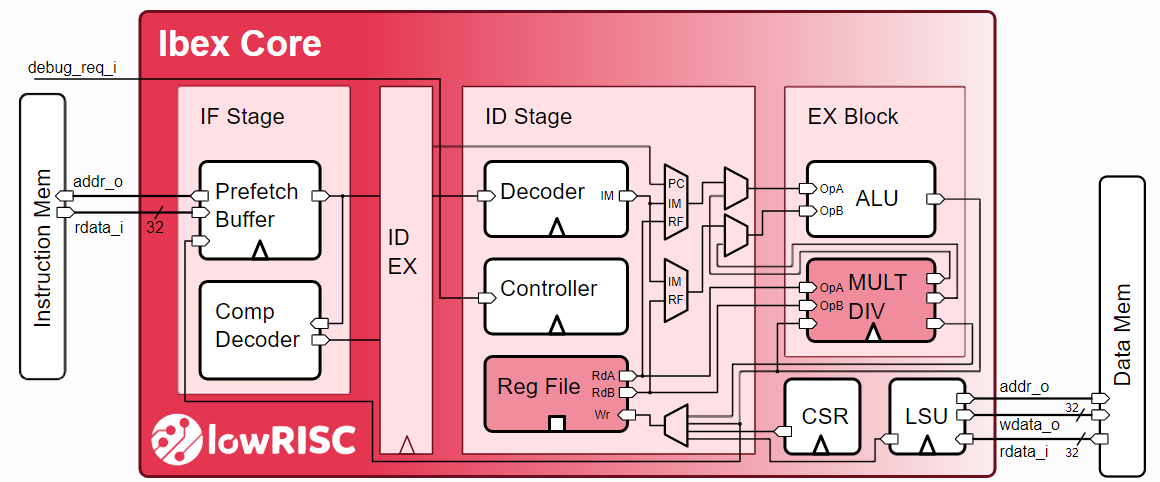 Ibex Core
debug_req_i
IF Stage
ID Stage
EX Block
Instruction Mem
addr_o
rdata_i
32
Prefetch
Buffer
Comp
Decoder
ID
EX
Decoder
IM
Controller
Reg File
RdA
RdB
Wr
PC
IM
RF
IM
RF
OpA
OpB
ALU
OpA
OpB
MULT
DIV
CSR
LSU
addr_o
32
wdata_o
rdata_i
32
Data Mem
lowRISC